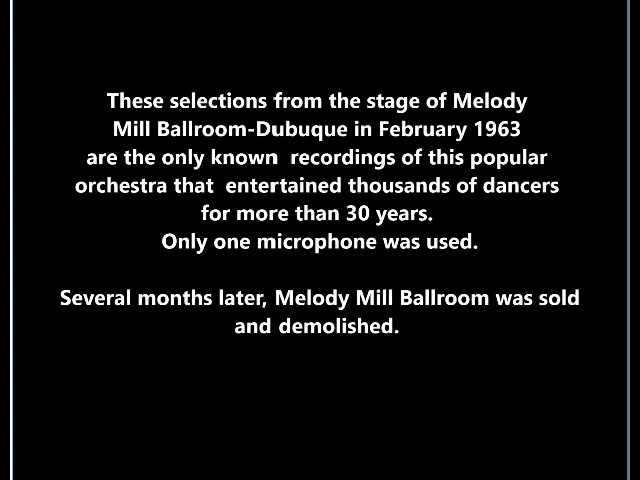 These selections from the stage of Melody
Mill Ballroom-Dubuque in February 1963
are the only known  recordings of this popular
orchestra that  entertained thousands of dancers
for more than 30 years.
Only one microphone was used.
Several months later, Melody Mill Ballroom was sold
and demolished.